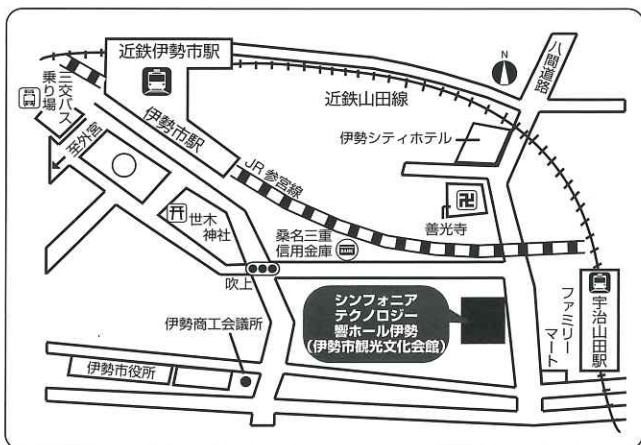 近鉄伊勢市駅
三交バス
乗り場
至外宮
伊勢市駅
N
八間道路
近鉄山田線
伊勢シティホテル
JR 参宮線
善光寺
世木
神社
桑名三重
信用金庫
吹上
シンフォニア
テクノロジー
響ホール伊勢
(伊勢市観光文化会館)
ファミリー
マート
宇治山田駅
伊勢商工会議所
伊勢市役所